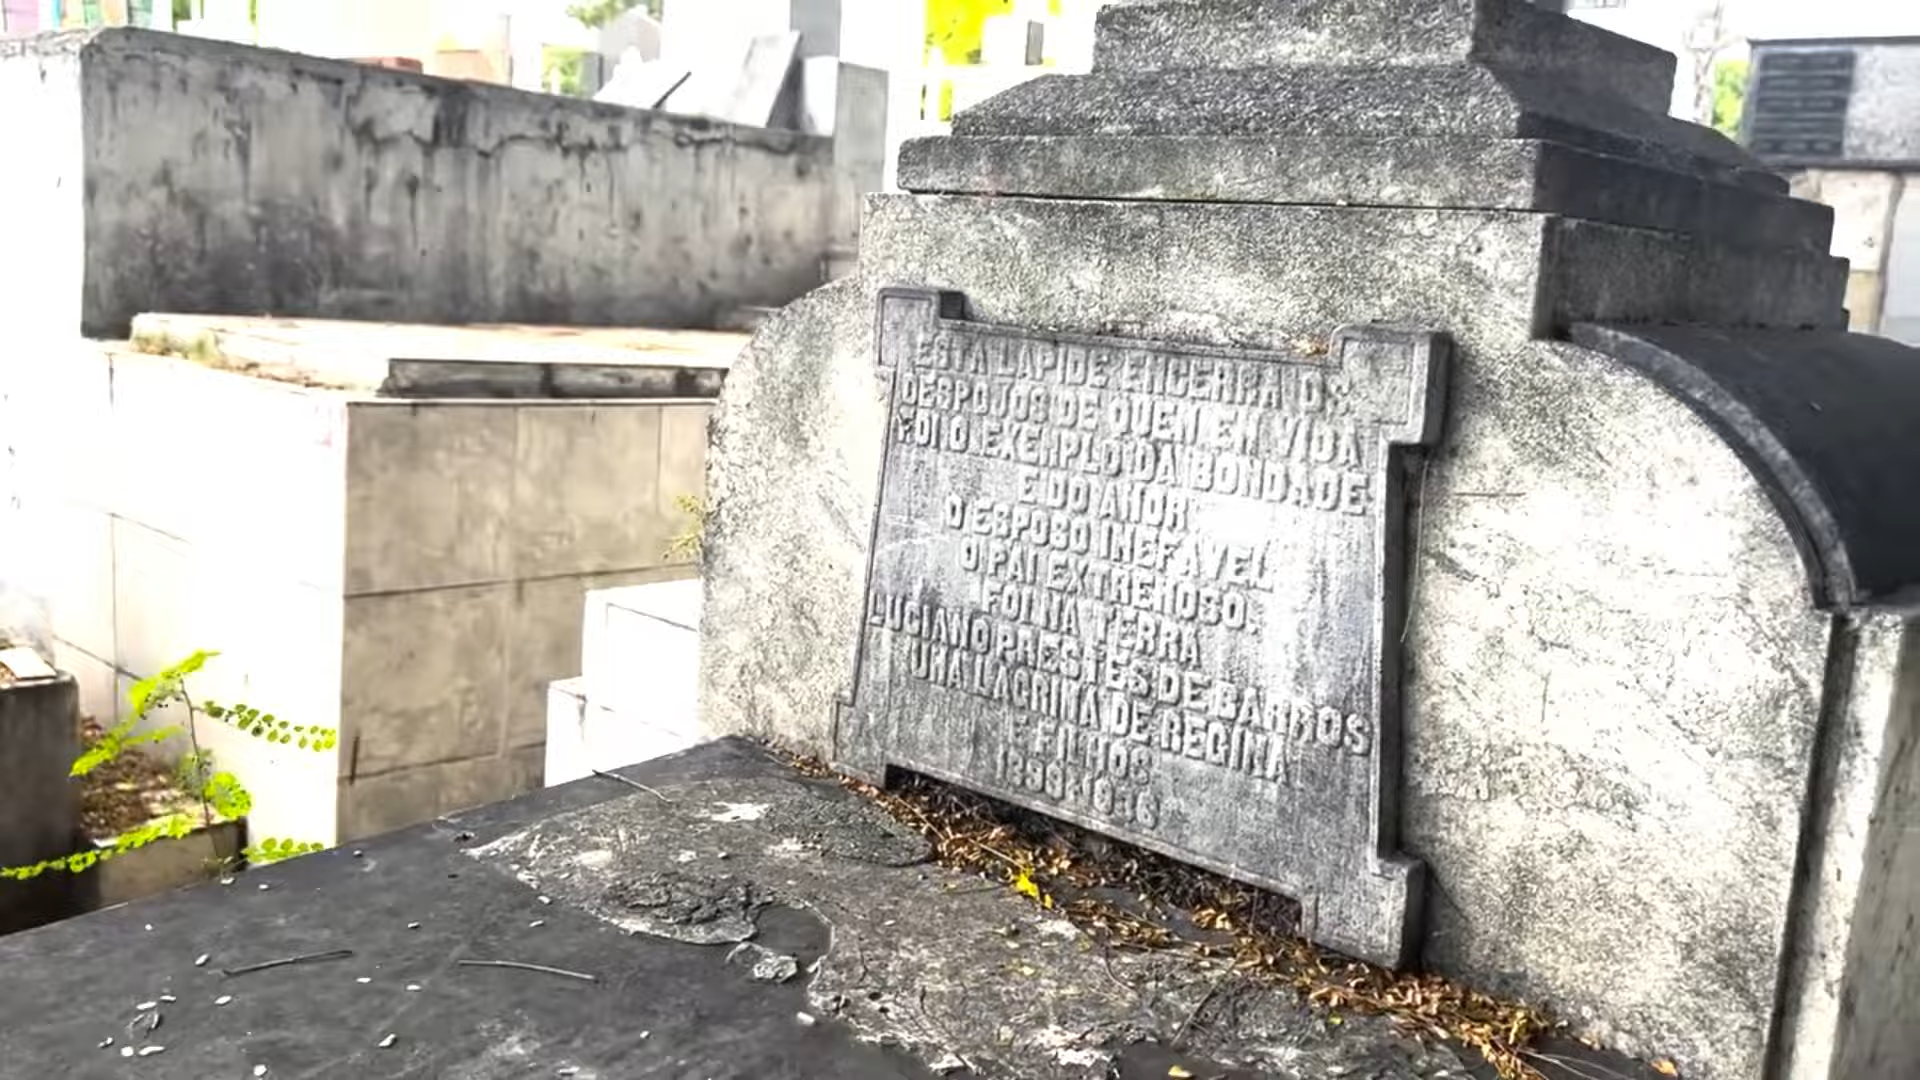 ESTA LAPIDE ENCERRA OS
DESPOJOS DE QUEM EM VIDA
FOI O EXEMPLO DA BONDADE
E DO AMOR
O ESPOSO INEFAVEL
O PAI EXTREMOSO.
FOI NA TERRA
LUCIANO PRESTES DE BARROS
UMA LAGRIMA DE REGINA
E FILHOS